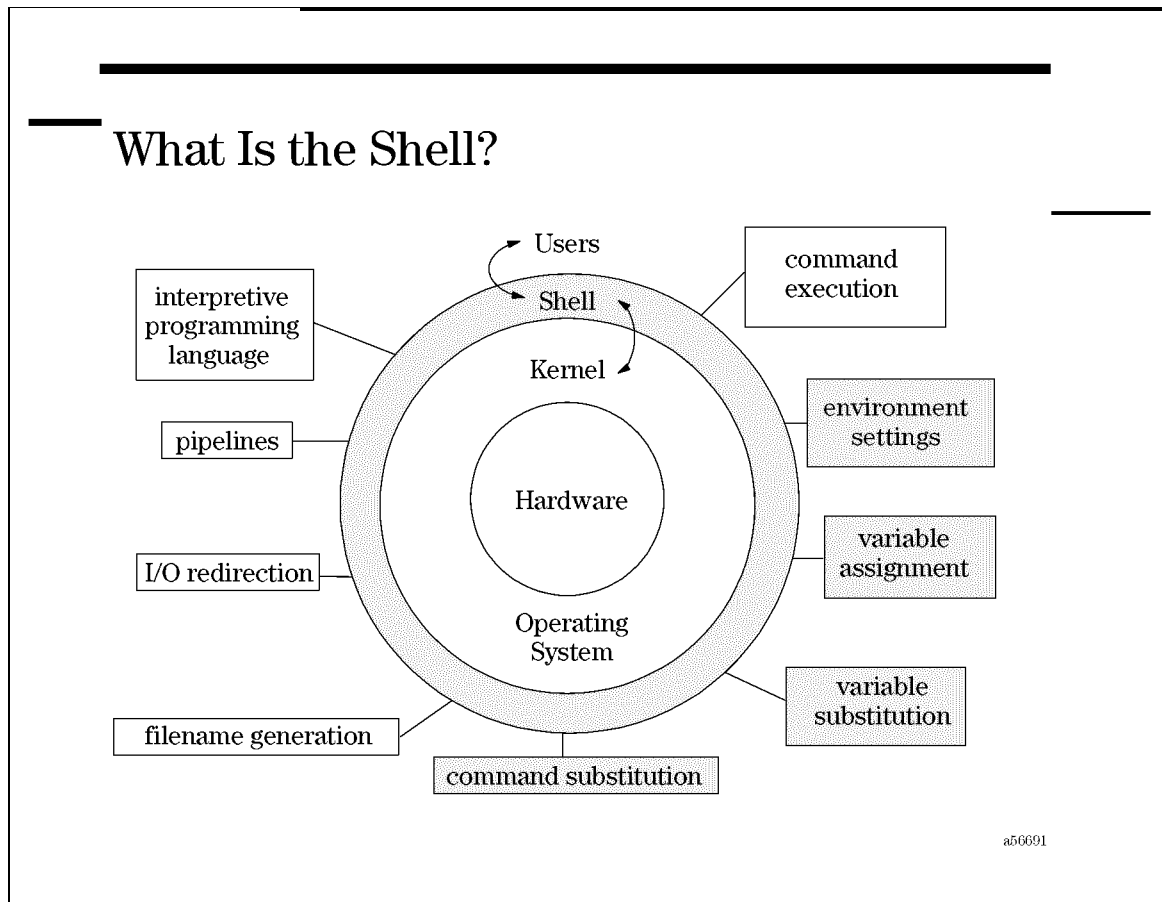 What Is the Shell?
Users
Shell
Kernel
Hardware
Operating
System
command
execution
environment
settings
variable
assignment
variable
substitution
command substitution
filename generation
I/O redirection
pipelines
interpretive
programming
language
a56691